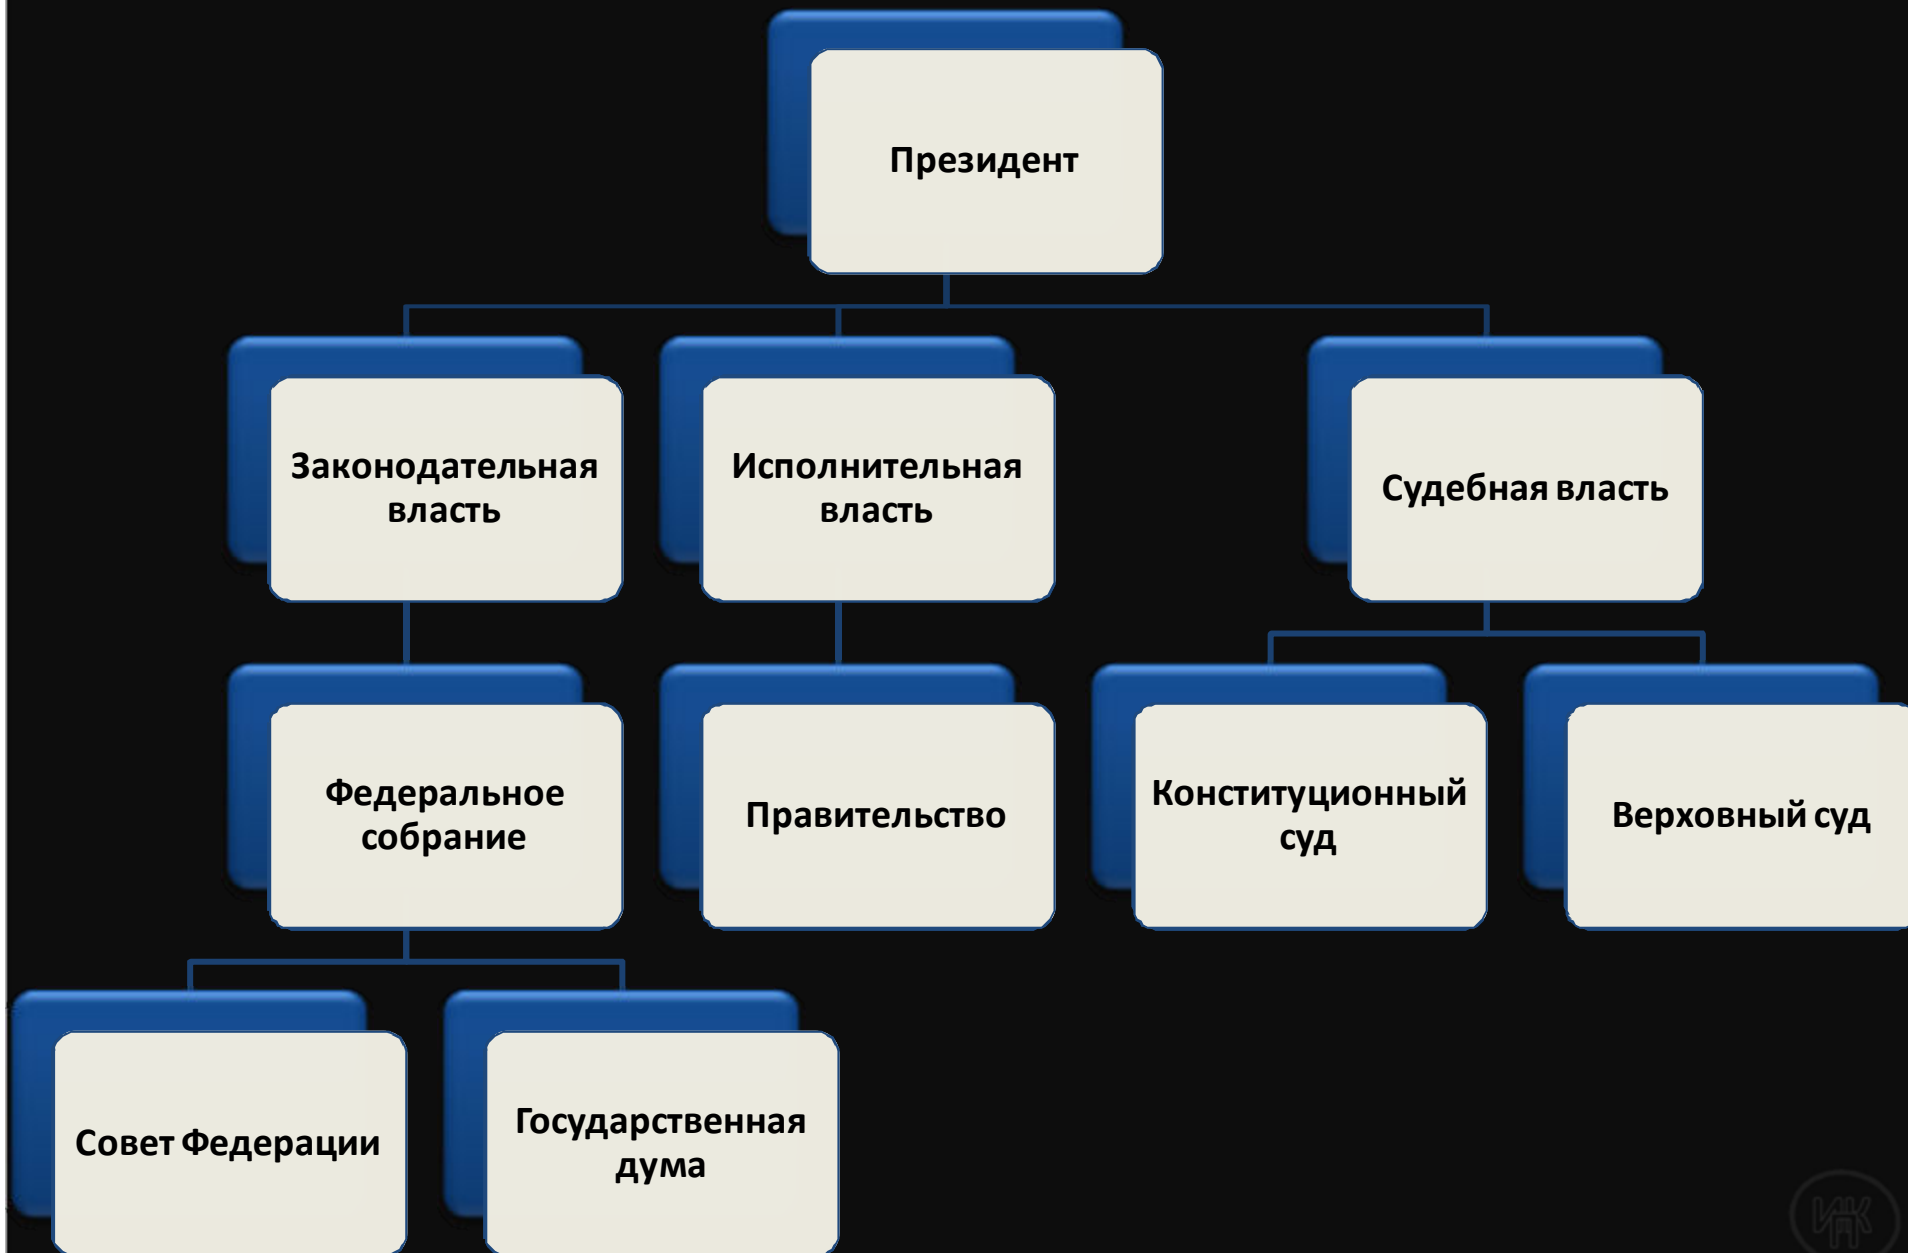 Президент
Законодательная
власть
Исполнительная
власть
Судебная власть
Федеральное
собрание
Правительство
Конституционный
суд
Верховный суд
Совет Федерации
Государственная
дума